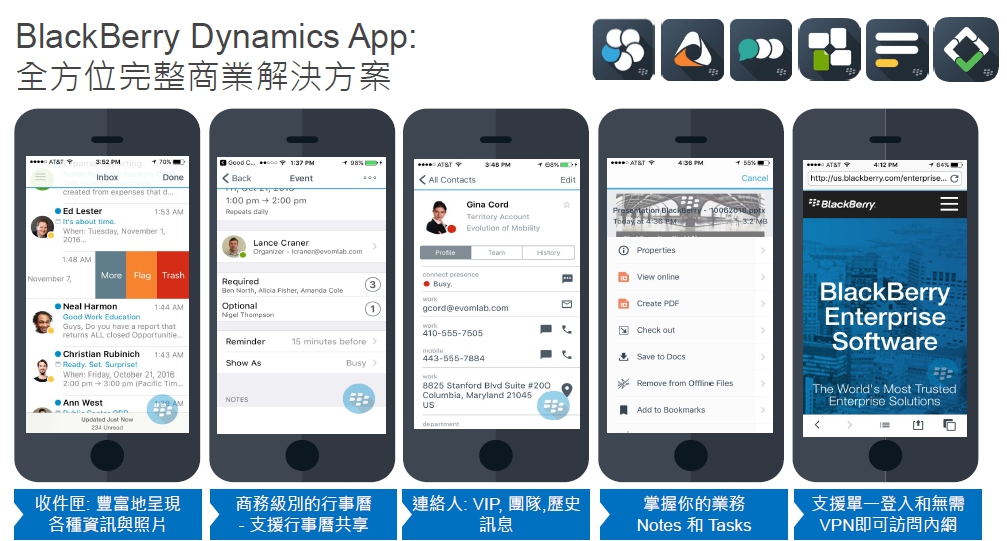 BlackBerry Dynamics App:
全方位完整商業解決方案
AT&T 3:52 PM 70%
Inbox Done
created from expenses that d...
Ed Lester 1:53 AM
It's about time.
When: Tuesday, November 1,
2016...
1:48 AM
November 7,
More Flag Trash
Neal Harmon 1:44 AM
Good Work Education
Guys, Do you have a report that
returns ALL closed Opportunitie...
Christian Rubinich 1:43 AM
Ready. Set. Surprise!
When: Friday, October 21, 2016
2:00 pm → 3:00 pm (Pacific Tim...
Ann West
Updated Just Now
234 Unread
Good C... 1:37 PM 98%
Back Event
Fri, Oct 21, 2016
1:00 pm → 2:00 pm
Repeats daily
Lance Craner
Organizer - lcraner@evomlab.com
Required 3
Ben North, Alicia Fisher, Amanda Cole
Optional 1
Nigel Thompson
Reminder 15 minutes before
Show As Busy
NOTES
AT&T 3:48 PM 68%
All Contacts Edit
Gina Cord
Territory Account
Evolution of Mobility
Profile Team History
connect presence
Busy.
work
gcord@evomlab.com
work
410-555-7505
mobile
443-555-7884
work
8825 Stanford Blvd Suite #200
Columbia, Maryland 21045
US
department
AT&T 4:36 PM 55%
Cancel
Presentation BlackBerry - 10062016.pptx
Today at 4:36 PM 3.2 MB
Properties
View online
Create PDF
Check out
Save to Docs
Remove from Offline Files
Add to Bookmarks
AT&T 4:12 PM 64%
http://us.blackberry.com/enterprise...
BlackBerry
BlackBerry
Enterprise
Software
The World's Most Trusted
Enterprise Solutions
收件匣: 豐富地呈現
各種資訊與照片
商務級別的行事曆
- 支援行事曆共享
連絡人: VIP, 團隊,歷史
訊息
掌握你的業務
Notes 和 Tasks
支援單一登入和無需
VPN即可訪問內網